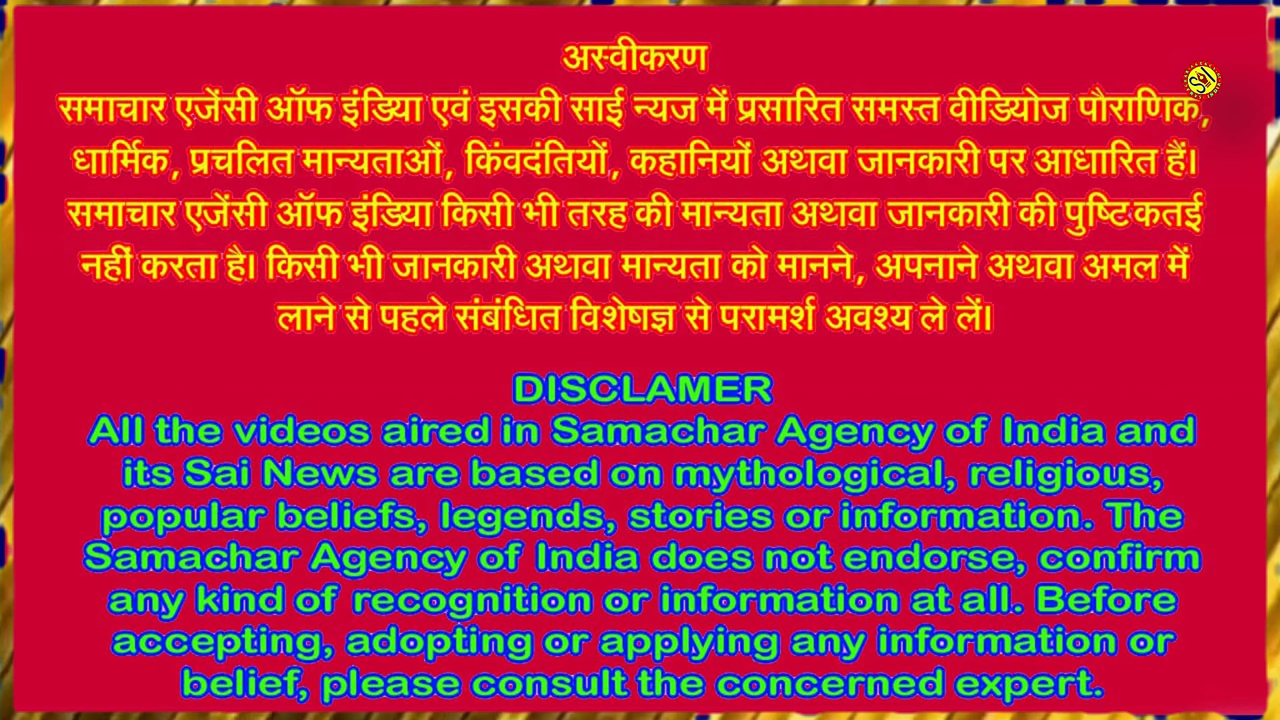 अस्वीकरण
समाचार एजेंसी ऑफ इंडिया एवं इसकी साई न्यज में प्रसारित समस्त वीडियोज पौराणिक,
धार्मिक, प्रचलित मान्यताओं, किंवदंतियों, कहानियों अथवा जानकारी पर आधारित हैं।
समाचार एजेंसी ऑफ इंडिया किसी भी तरह की मान्यता अथवा जानकारी की पुष्टि कतई
नहीं करता है। किसी भी जानकारी अथवा मान्यता को मानने, अपनाने अथवा अमल में
लाने से पहले संबंधित विशेषज्ञ से परामर्श अवश्य ले लें।
DISCLAMER
All the videos aired in Samachar Agency of India and
its Sai News are based on mythological, religious,
popular beliefs, legends, stories or information. The
Samachar Agency of India does not endorse, confirm
any kind of recognition or information at all. Before
accepting, adopting or applying any information or
belief, please consult the concerned expert.